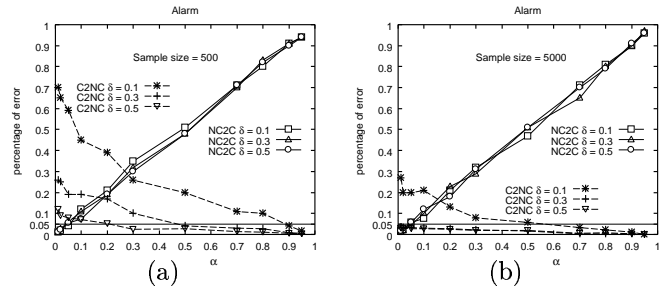 Alarm
percentage of error
1
0.9
0.8
0.7
0.6
0.5
0.4
0.3
0.2
0.1
0.05
0
Sample size = 500
C2NC δ = 0.1
C2NC δ = 0.3
C2NC δ = 0.5
NC2C δ = 0.1
NC2C δ = 0.3
NC2C δ = 0.5
0 0.1 0.2 0.3 0.4 0.5 0.6 0.7 0.8 0.9 1
α
(a)
Alarm
percentage of error
1
0.9
0.8
0.7
0.6
0.5
0.4
0.3
0.2
0.1
0.05
0
Sample size = 5000
NC2C δ = 0.1
NC2C δ = 0.3
NC2C δ = 0.5
C2NC δ = 0.1
C2NC δ = 0.3
C2NC δ = 0.5
0 0.1 0.2 0.3 0.4 0.5 0.6 0.7 0.8 0.9 1
α
(b)